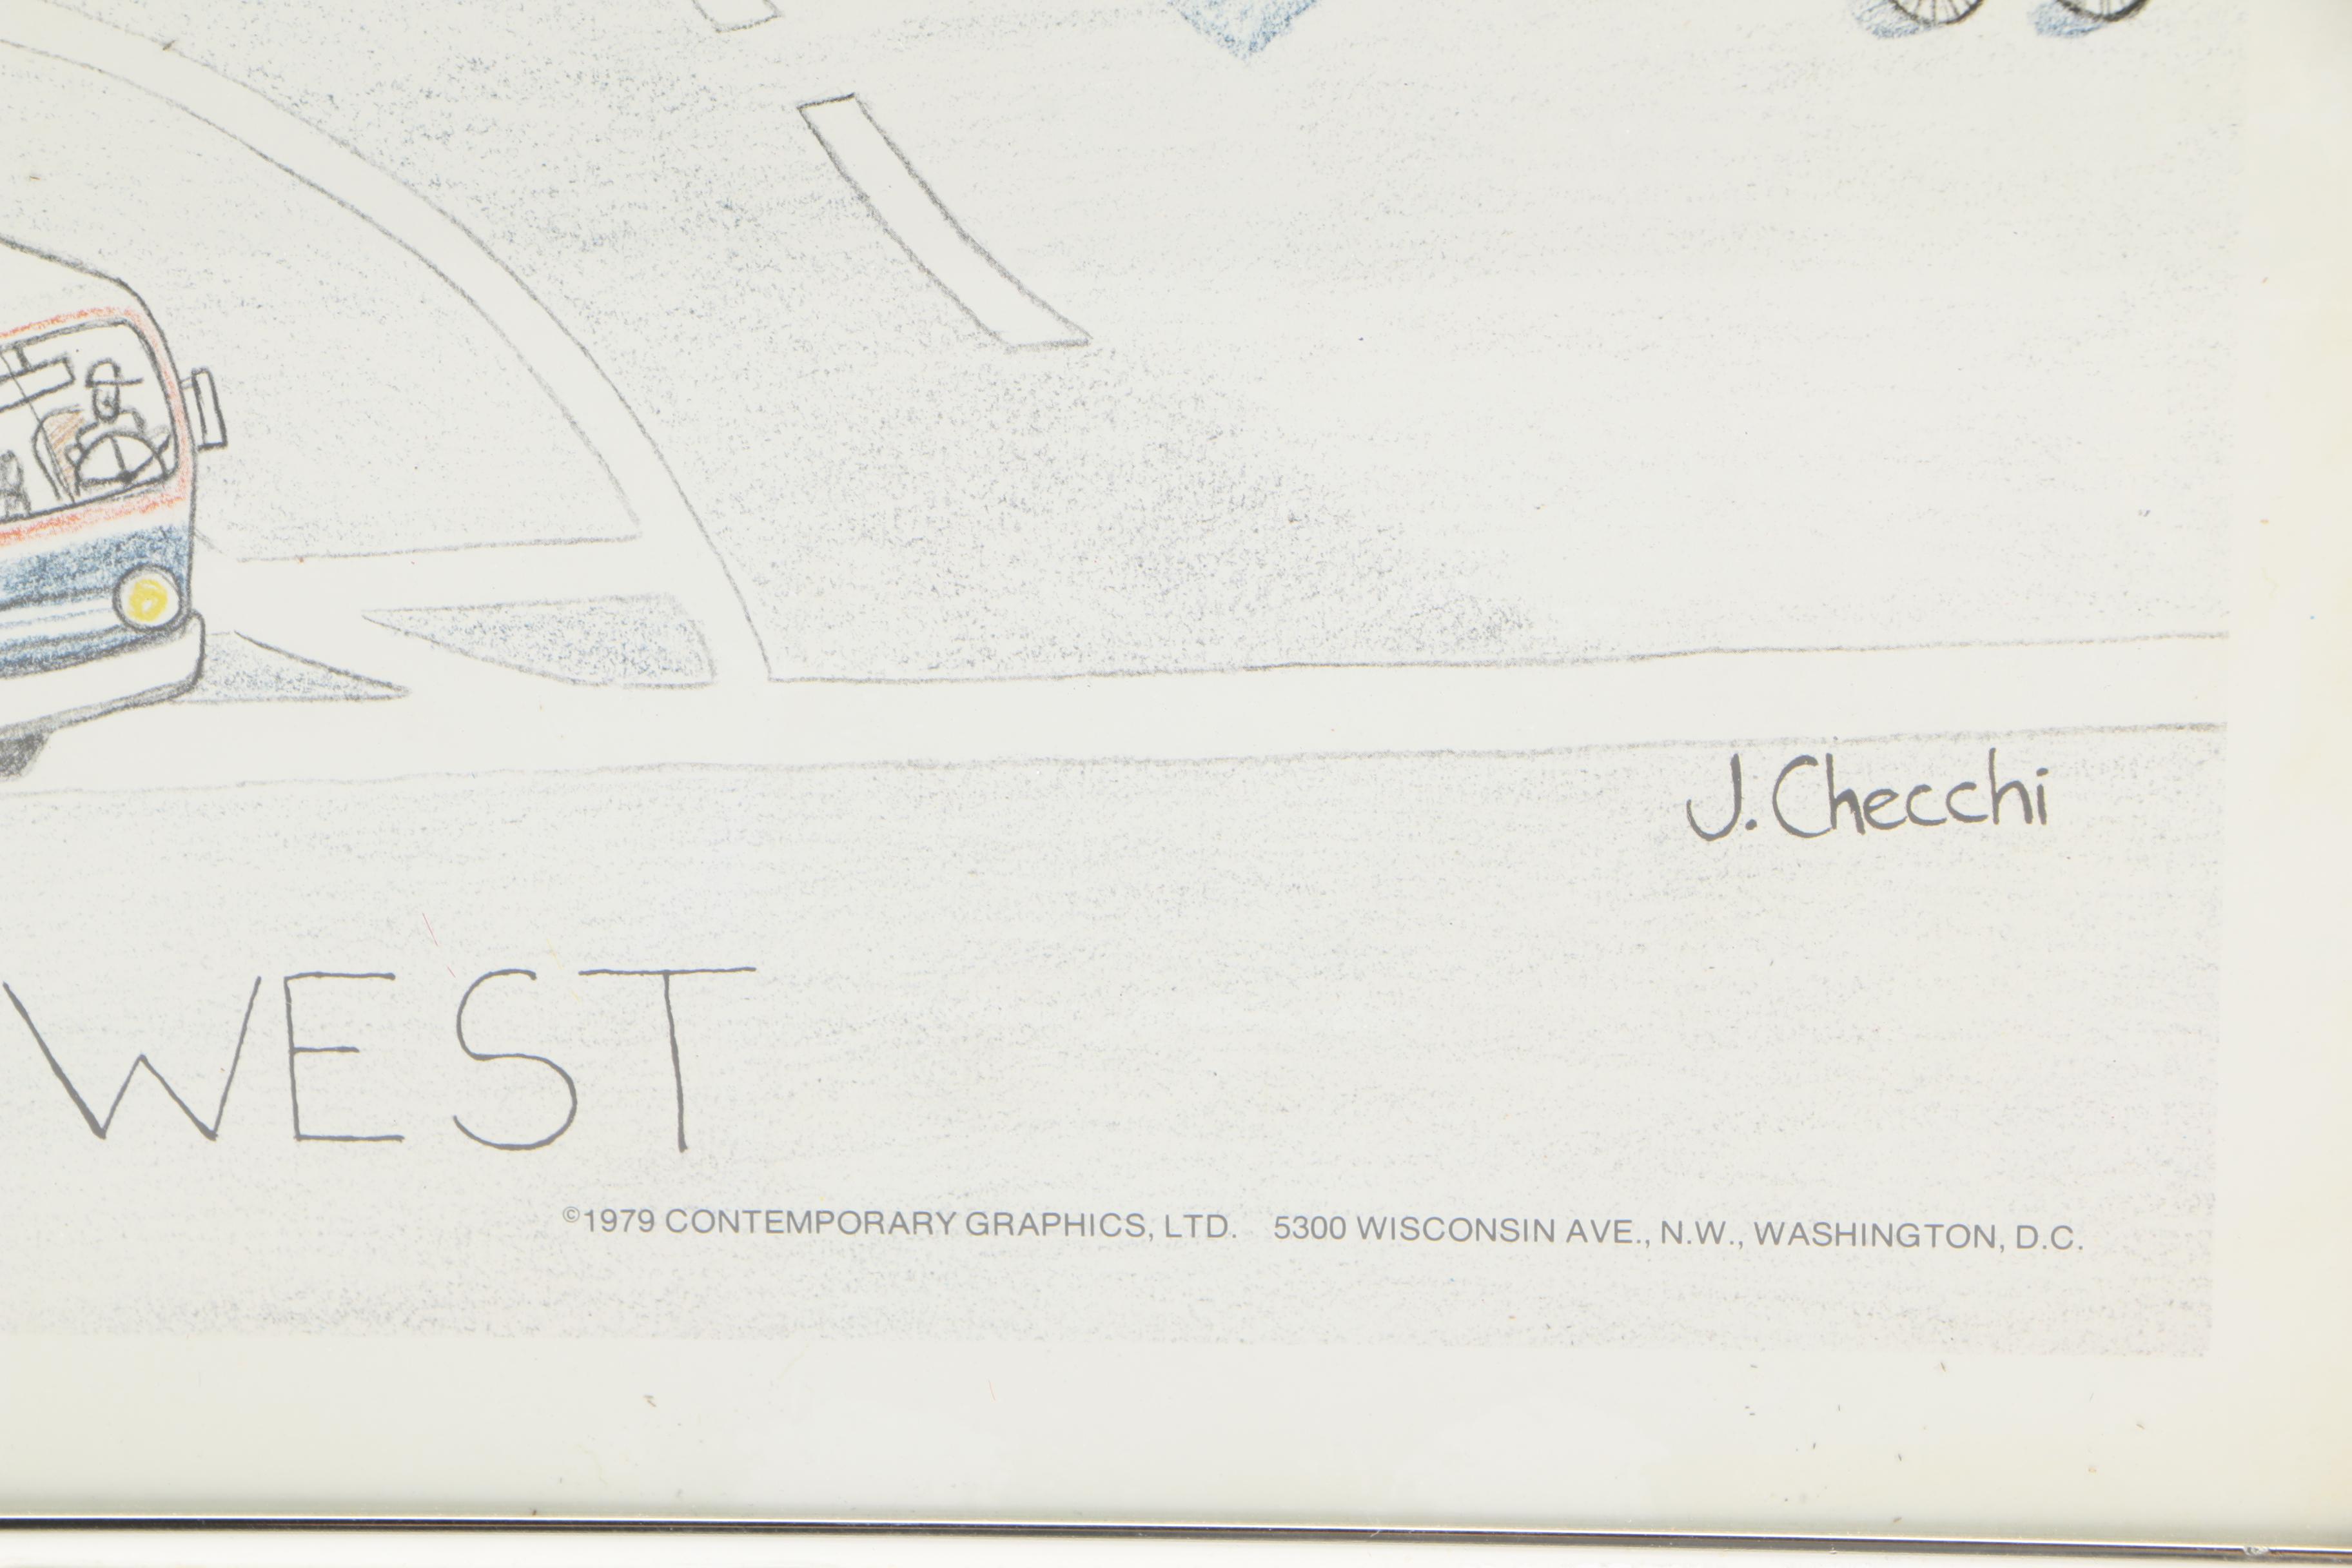 J. Checchi
WEST
©1979 CONTEMPORARY GRAPHICS, LTD. 5300 WISCONSIN AVE., N.W., WASHINGTON, D.C.